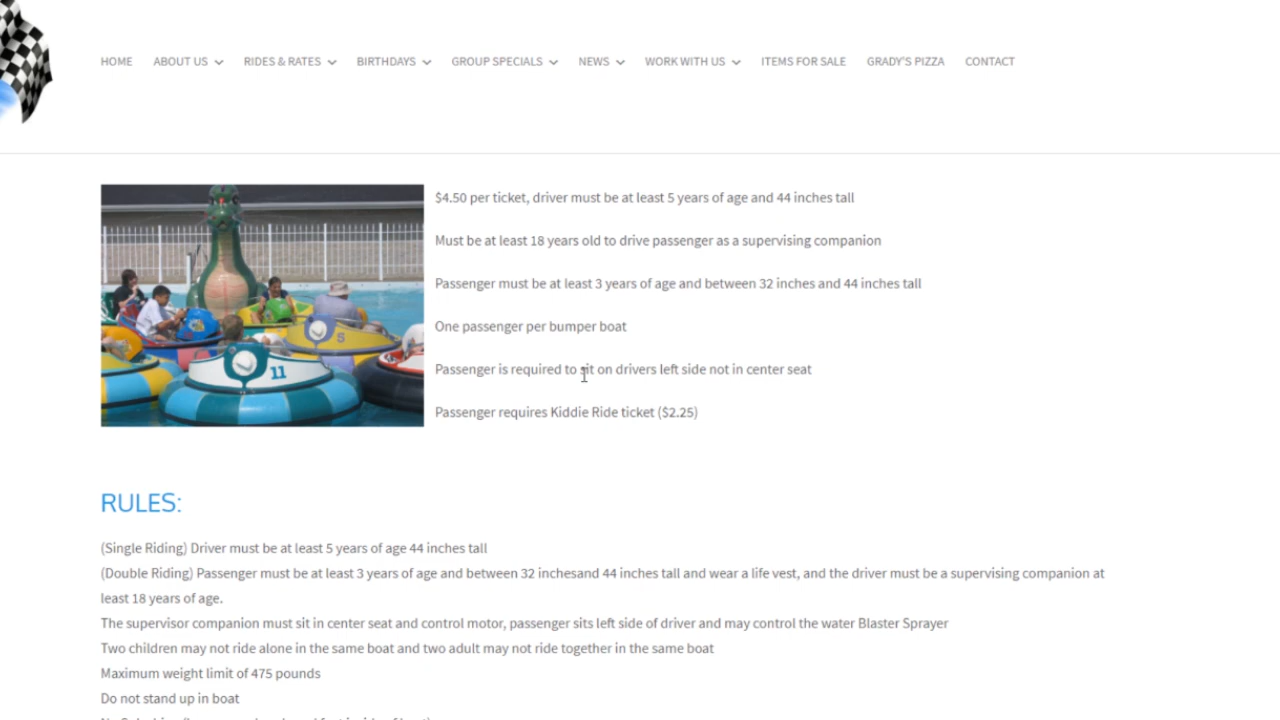 HOME ABOUT US RIDES & RATES BIRTHDAYS GROUP SPECIALS NEWS WORK WITH US ITEMS FOR SALE GRADY'S PIZZA CONTACT
$4.50 per ticket, driver must be at least 5 years of age and 44 inches tall
Must be at least 18 years old to drive passenger as a supervising companion
Passenger must be at least 3 years of age and between 32 inches and 44 inches tall
One passenger per bumper boat
Passenger is required to sit on drivers left side not in center seat
Passenger requires Kiddie Ride ticket ($2.25)
11
5
RULES:
(Single Riding) Driver must be at least 5 years of age 44 inches tall
(Double Riding) Passenger must be at least 3 years of age and between 32 inchesand 44 inches tall and wear a life vest, and the driver must be a supervising companion at
least 18 years of age.
The supervisor companion must sit in center seat and control motor, passenger sits left side of driver and may control the water Blaster Sprayer
Two children may not ride alone in the same boat and two adult may not ride together in the same boat
Maximum weight limit of 475 pounds
Do not stand up in boat